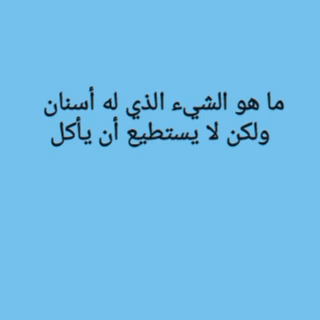 ما هو الشيء الذي له أسنان
ولكن لا يستطيع أن يأكل